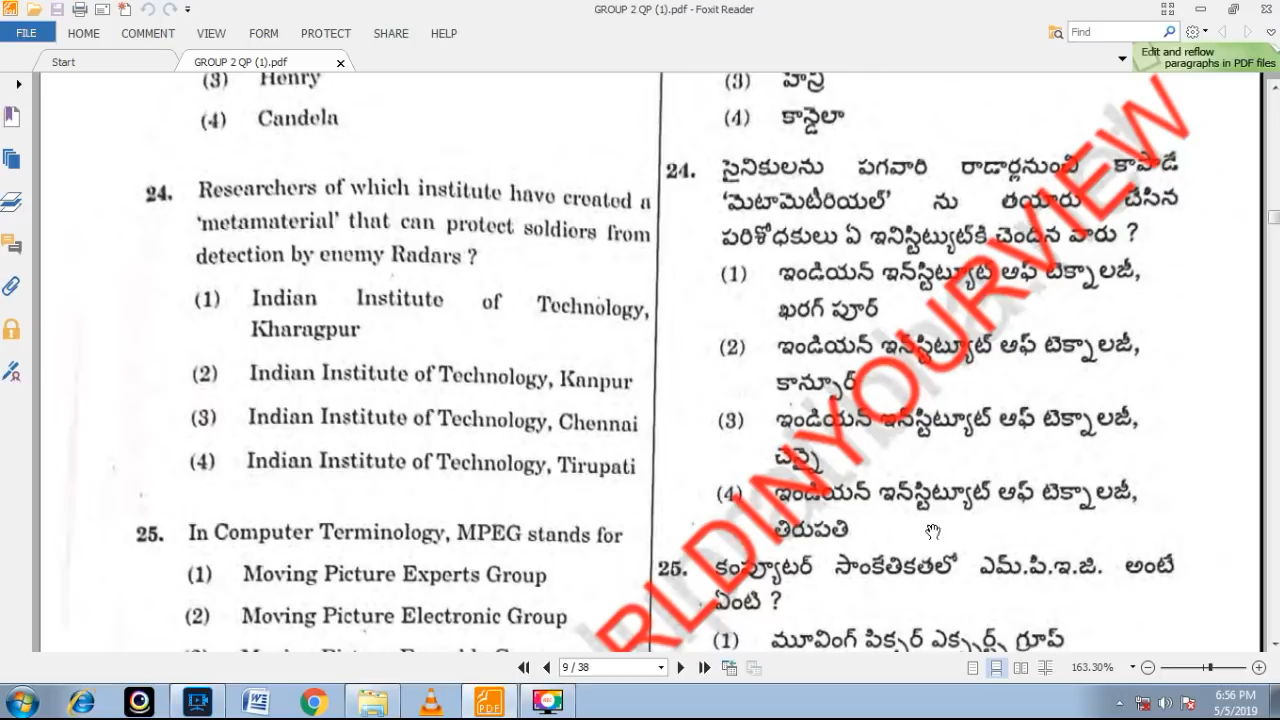 GROUP 2 QP (1).pdf - Foxit Reader
FILE HOME COMMENT VIEW FORM PROTECT SHARE HELP
Find
Edit and reflow
paragraphs in PDF files
Start GROUP 2 QP (1).pdf
(3) Henry
(4) Candela
24. Researchers of which institute have created a
'metamaterial' that can protect soldiers from
detection by enemy Radars ?
(1) Indian Institute of Technology,
Kharagpur
(2) Indian Institute of Technology, Kanpur
(3) Indian Institute of Technology, Chennai
(4) Indian Institute of Technology, Tirupati
25. In Computer Terminology, MPEG stands for
(1) Moving Picture Experts Group
(2) Moving Picture Electronic Group
(3) హెన్రీ
(4) కాన్డెలా
24. సైనికులను పగవారి రాడార్లనుంచి కాపాడే
'మెటామెటీరియల్' ను తయారు చేసిన
పరిశోధకులు ఏ ఇనిస్టిట్యుట్‌కి చెందిన వారు ?
(1) ఇండియన్ ఇన్‌స్టిట్యూట్ ఆఫ్ టెక్నాలజీ,
ఖరగ్ పూర్
(2) ఇండియన్ ఇన్‌స్టిట్యూట్ ఆఫ్ టెక్నాలజీ,
కాన్పూర్
(3) ఇండియన్ ఇన్‌స్టిట్యూట్ ఆఫ్ టెక్నాలజీ,
చెన్నై
(4) ఇండియన్ ఇన్‌స్టిట్యూట్ ఆఫ్ టెక్నాలజీ,
తిరుపతి
25. కంప్యూటర్ సాంకేతికతలో ఎమ్.పి.ఇ.జి. అంటే
ఏంటి ?
(1) మూవింగ్ పిక్చర్ ఎక్స్పర్ట్స్ గ్రూప్
RLDINYOURVIEW
9 / 38
163.30%
6:56 PM
5/5/2019